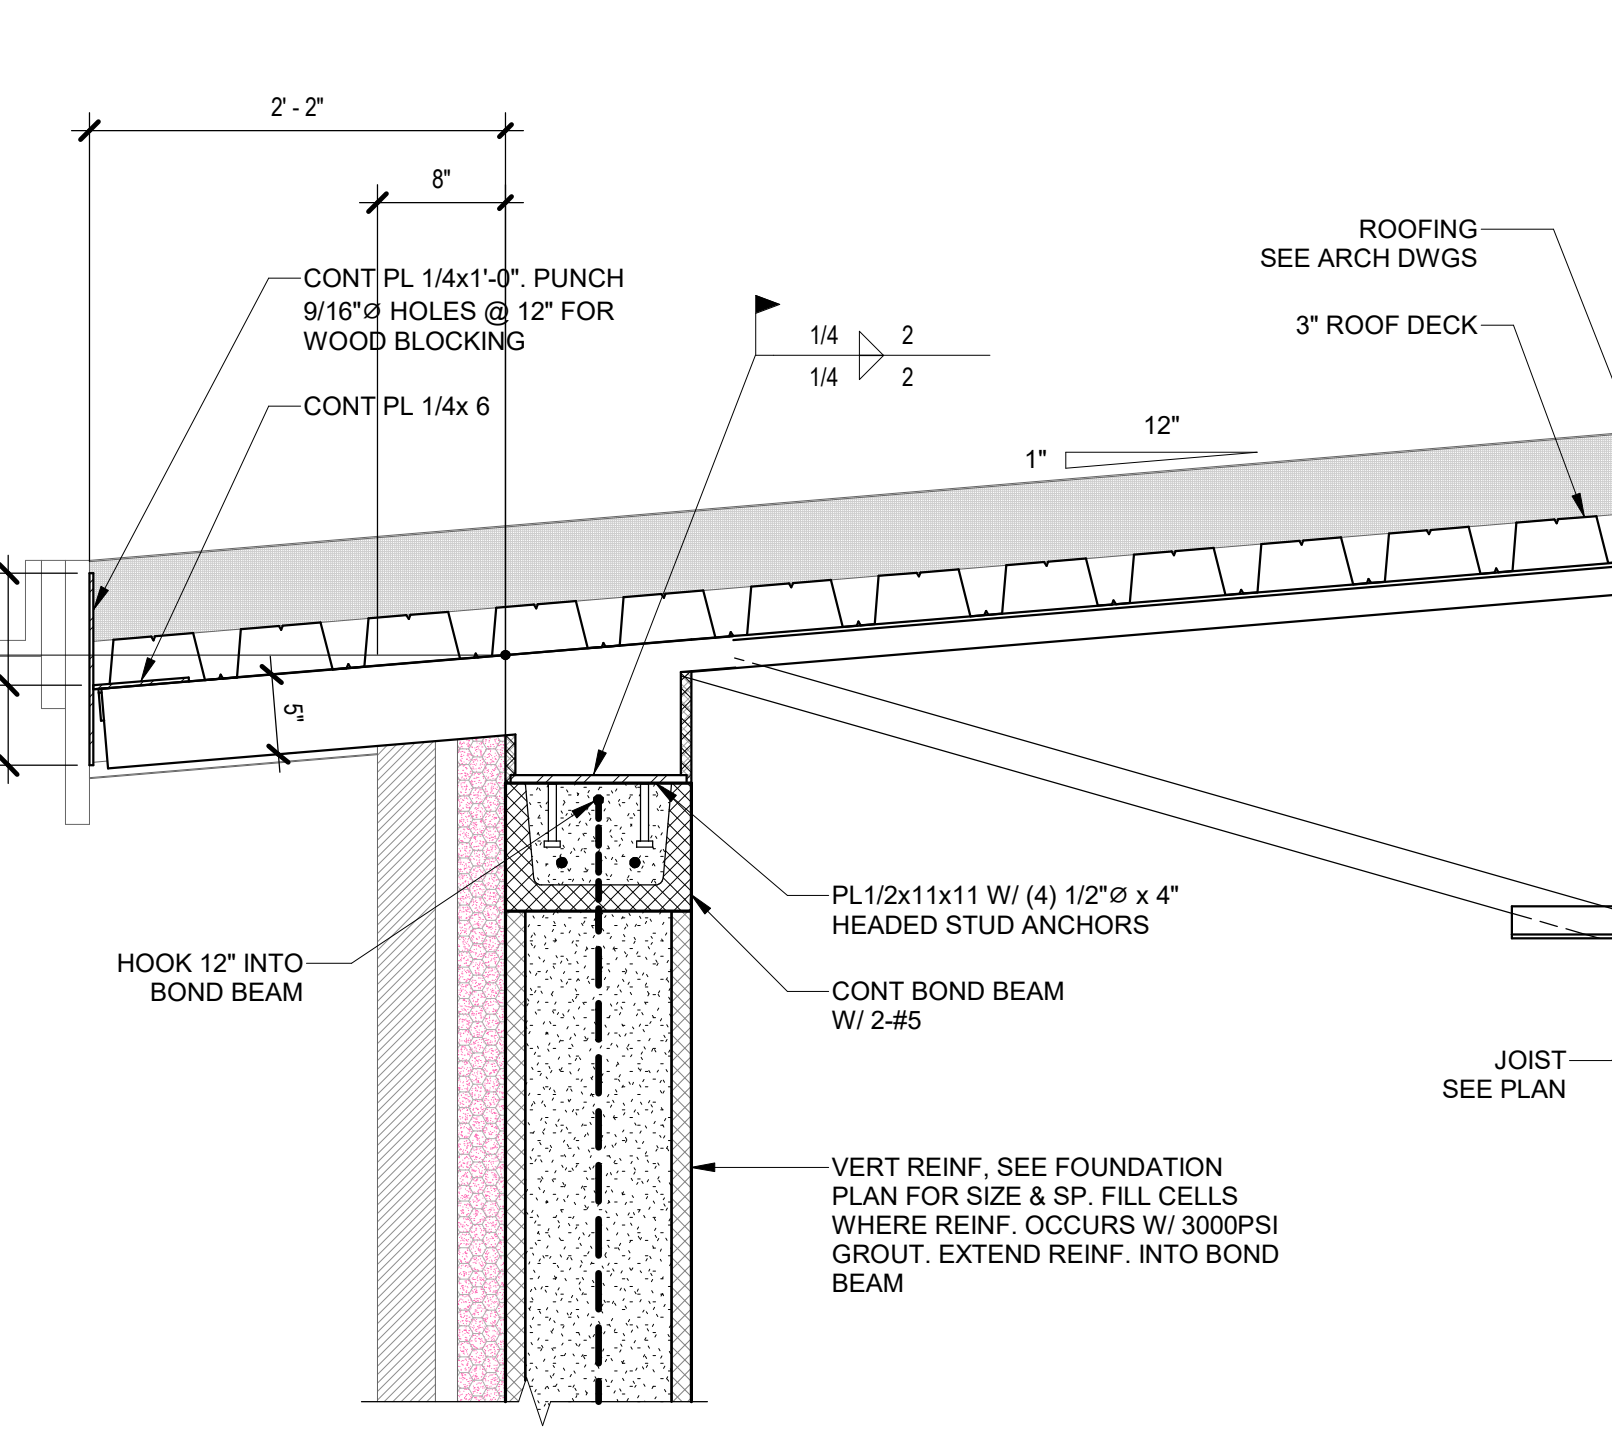 2' - 2"
8"
CONT PL 1/4x1'-0". PUNCH
9/16"Ø HOLES @ 12" FOR
WOOD BLOCKING
CONT PL 1/4x 6
1/4 2
1/4 2
ROOFING
SEE ARCH DWGS
3" ROOF DECK
12"
1"
5"
PL1/2x11x11 W/ (4) 1/2"Ø x 4"
HEADED STUD ANCHORS
HOOK 12" INTO
BOND BEAM
CONT BOND BEAM
W/ 2-#5
JOIST
SEE PLAN
VERT REINF, SEE FOUNDATION
PLAN FOR SIZE & SP. FILL CELLS
WHERE REINF. OCCURS W/ 3000PSI
GROUT. EXTEND REINF. INTO BOND
BEAM